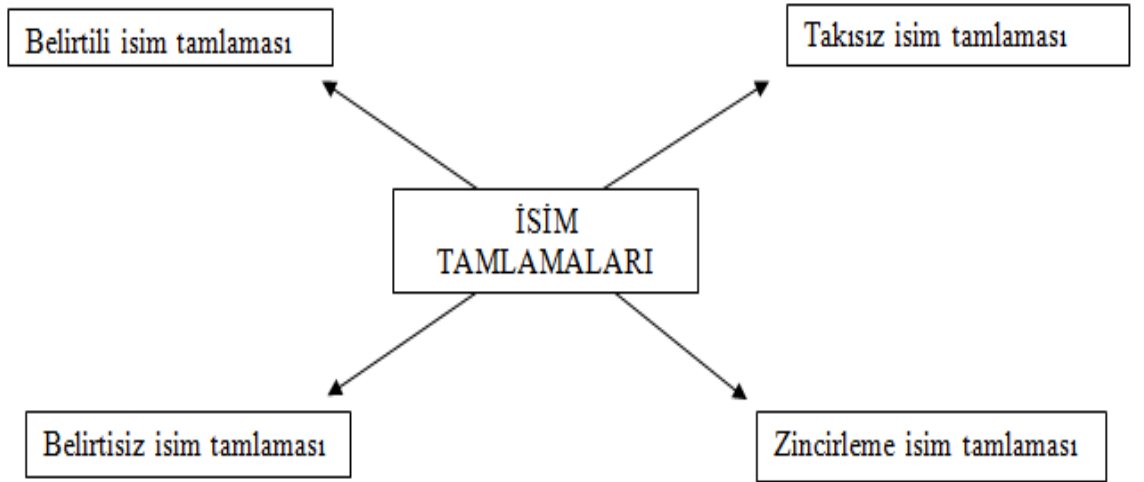 Belirtili isim tamlaması
Takısız isim tamlaması
İSİM
TAMLAMALARI
Belirtisiz isim tamlaması
Zincirleme isim tamlaması